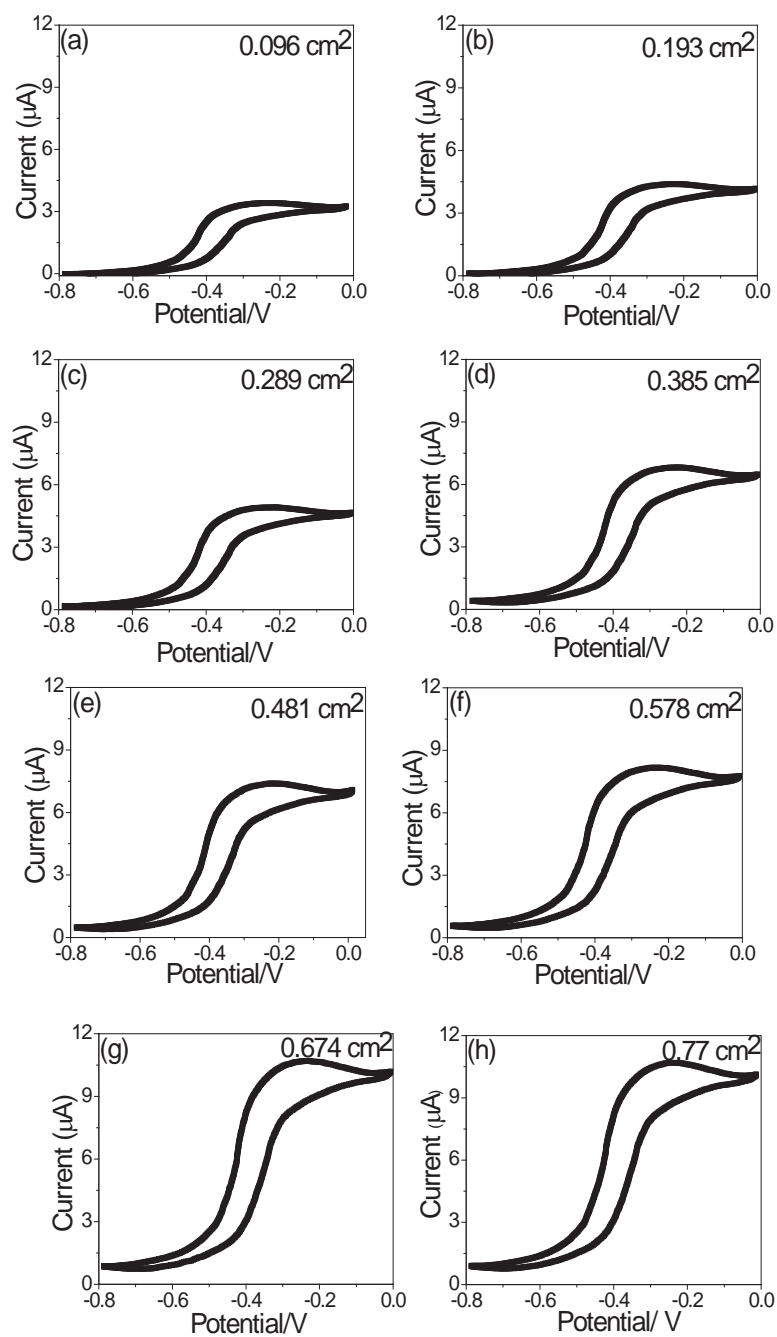 (a) 0.096 cm2
12
9
6
3
0
Current (μA)
-0.8 -0.6 -0.4 -0.2 0.0
Potential/V
(b) 0.193 cm2
12
9
6
3
0
Current (μA)
-0.8 -0.6 -0.4 -0.2 0.0
Potential/V
(c) 0.289 cm2
12
9
6
3
0
Current (μA)
-0.8 -0.6 -0.4 -0.2 0.0
Potential/V
(d) 0.385 cm2
12
9
6
3
0
Current (μA)
-0.8 -0.6 -0.4 -0.2 0.0
Potential/V
(e) 0.481 cm2
12
9
6
3
0
Current (μA)
-0.8 -0.6 -0.4 -0.2 0.0
Potential/V
(f) 0.578 cm2
12
9
6
3
0
Current (μA)
-0.8 -0.6 -0.4 -0.2 0.0
Potential/V
(g) 0.674 cm2
12
9
6
3
0
Current (μA)
-0.8 -0.6 -0.4 -0.2 0.0
Potential/V
(h) 0.77 cm2
12
9
6
3
0
Current (μA)
-0.8 -0.6 -0.4 -0.2 0.0
Potential/ V